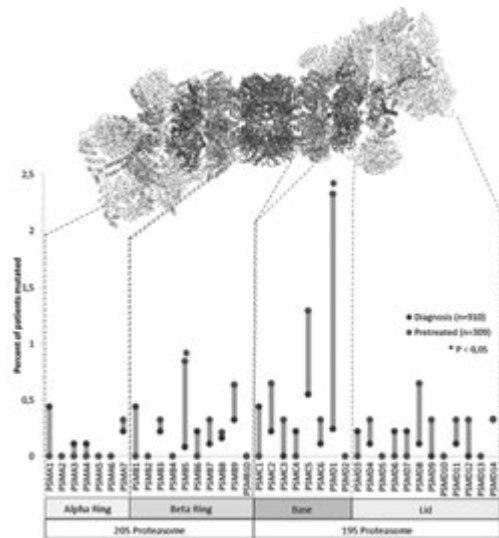 2,5
2
1,5
1
0,5
0
Percent of patients mutated
Diagnosis (n=910)
Pretreated (n=309)
* P < 0,05
PSMA1
PSMA2
PSMA3
PSMA4
PSMA5
PSMA6
PSMA7
PSMB1
PSMB2
PSMB3
PSMB4
PSMB5
PSMB6
PSMB7
PSMB8
PSMB9
PSMB10
PSMC1
PSMC2
PSMC3
PSMC4
PSMC5
PSMC6
PSMD1
PSMD2
PSMD3
PSMD4
PSMD5
PSMD6
PSMD7
PSMD8
PSMD9
PSMD10
PSMD11
PSMD12
PSMD13
PSMD14
Alpha Ring
Beta Ring
Base
Lid
20S Proteasome
19S Proteasome